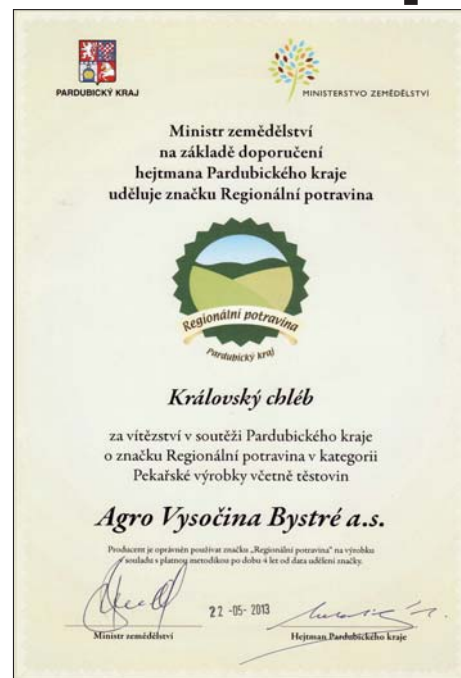 PARDUBICKÝ KRAJ
MINISTERSTVO ZEMĚDĚLSTVÍ
Ministr zemědělství
na základě doporučení
hejtmana Pardubického kraje
uděluje značku Regionální potravina
Regionální potravina
Pardubický kraj
Královský chléb
za vítězství v soutěži Pardubického kraje
o značku Regionální potravina v kategorii
Pekařské výrobky včetně těstovin
Agro Vysočina Bystré a.s.
Producent je oprávněn používat značku „Regionální potravina“ na výrobku
v souladu s platnou metodikou po dobu 4 let od data udělení značky.
22 -05- 2013
Ministr zemědělství
Hejtman Pardubického kraje